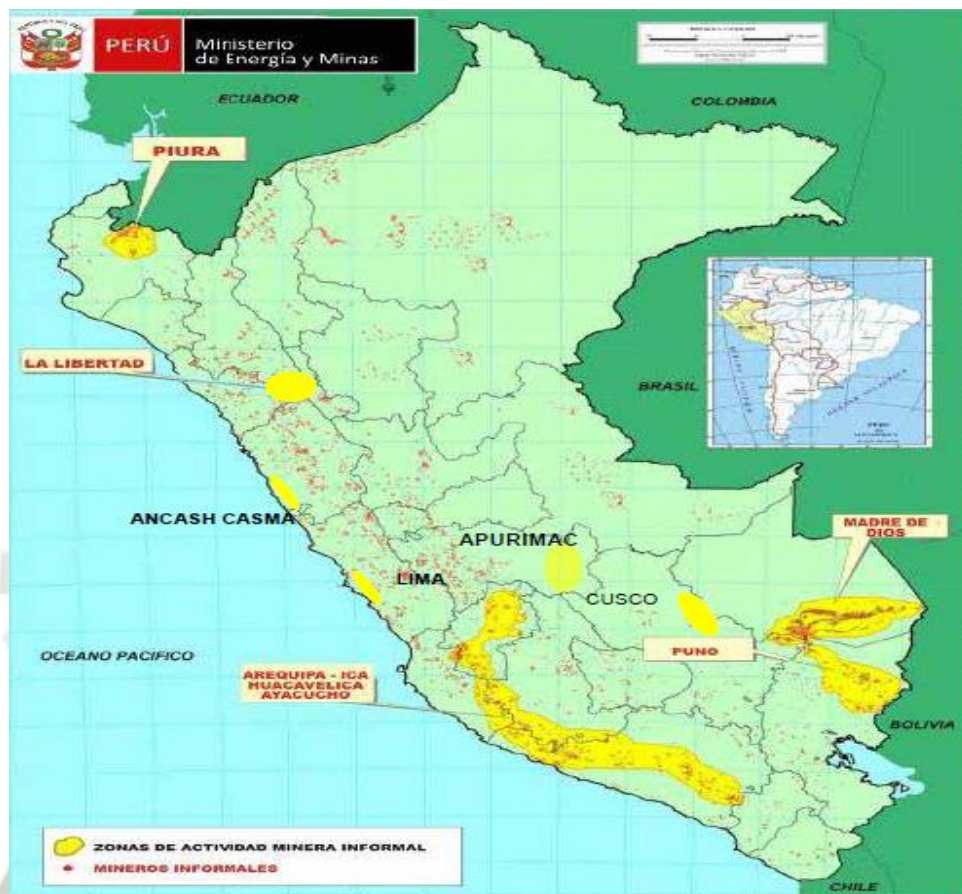 PERÚ
Ministerio
de Energía y Minas
ECUADOR
COLOMBIA
PIURA
LA LIBERTAD
BRASIL
ANCASH CASMA
APURIMAC
MADRE DE
DIOS
LIMA
CUSCO
OCEANO PACIFICO
PUNO
AREQUIPA - ICA
HUACAVELICA
AYACUCHO
BOLIVIA
ZONAS DE ACTIVIDAD MINERA INFORMAL
MINEROS INFORMALES
CHILE